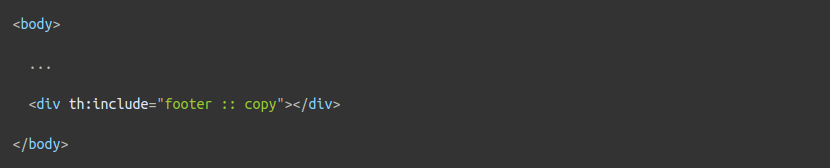 <body>
...
<div th:include="footer :: copy"></div>
</body>